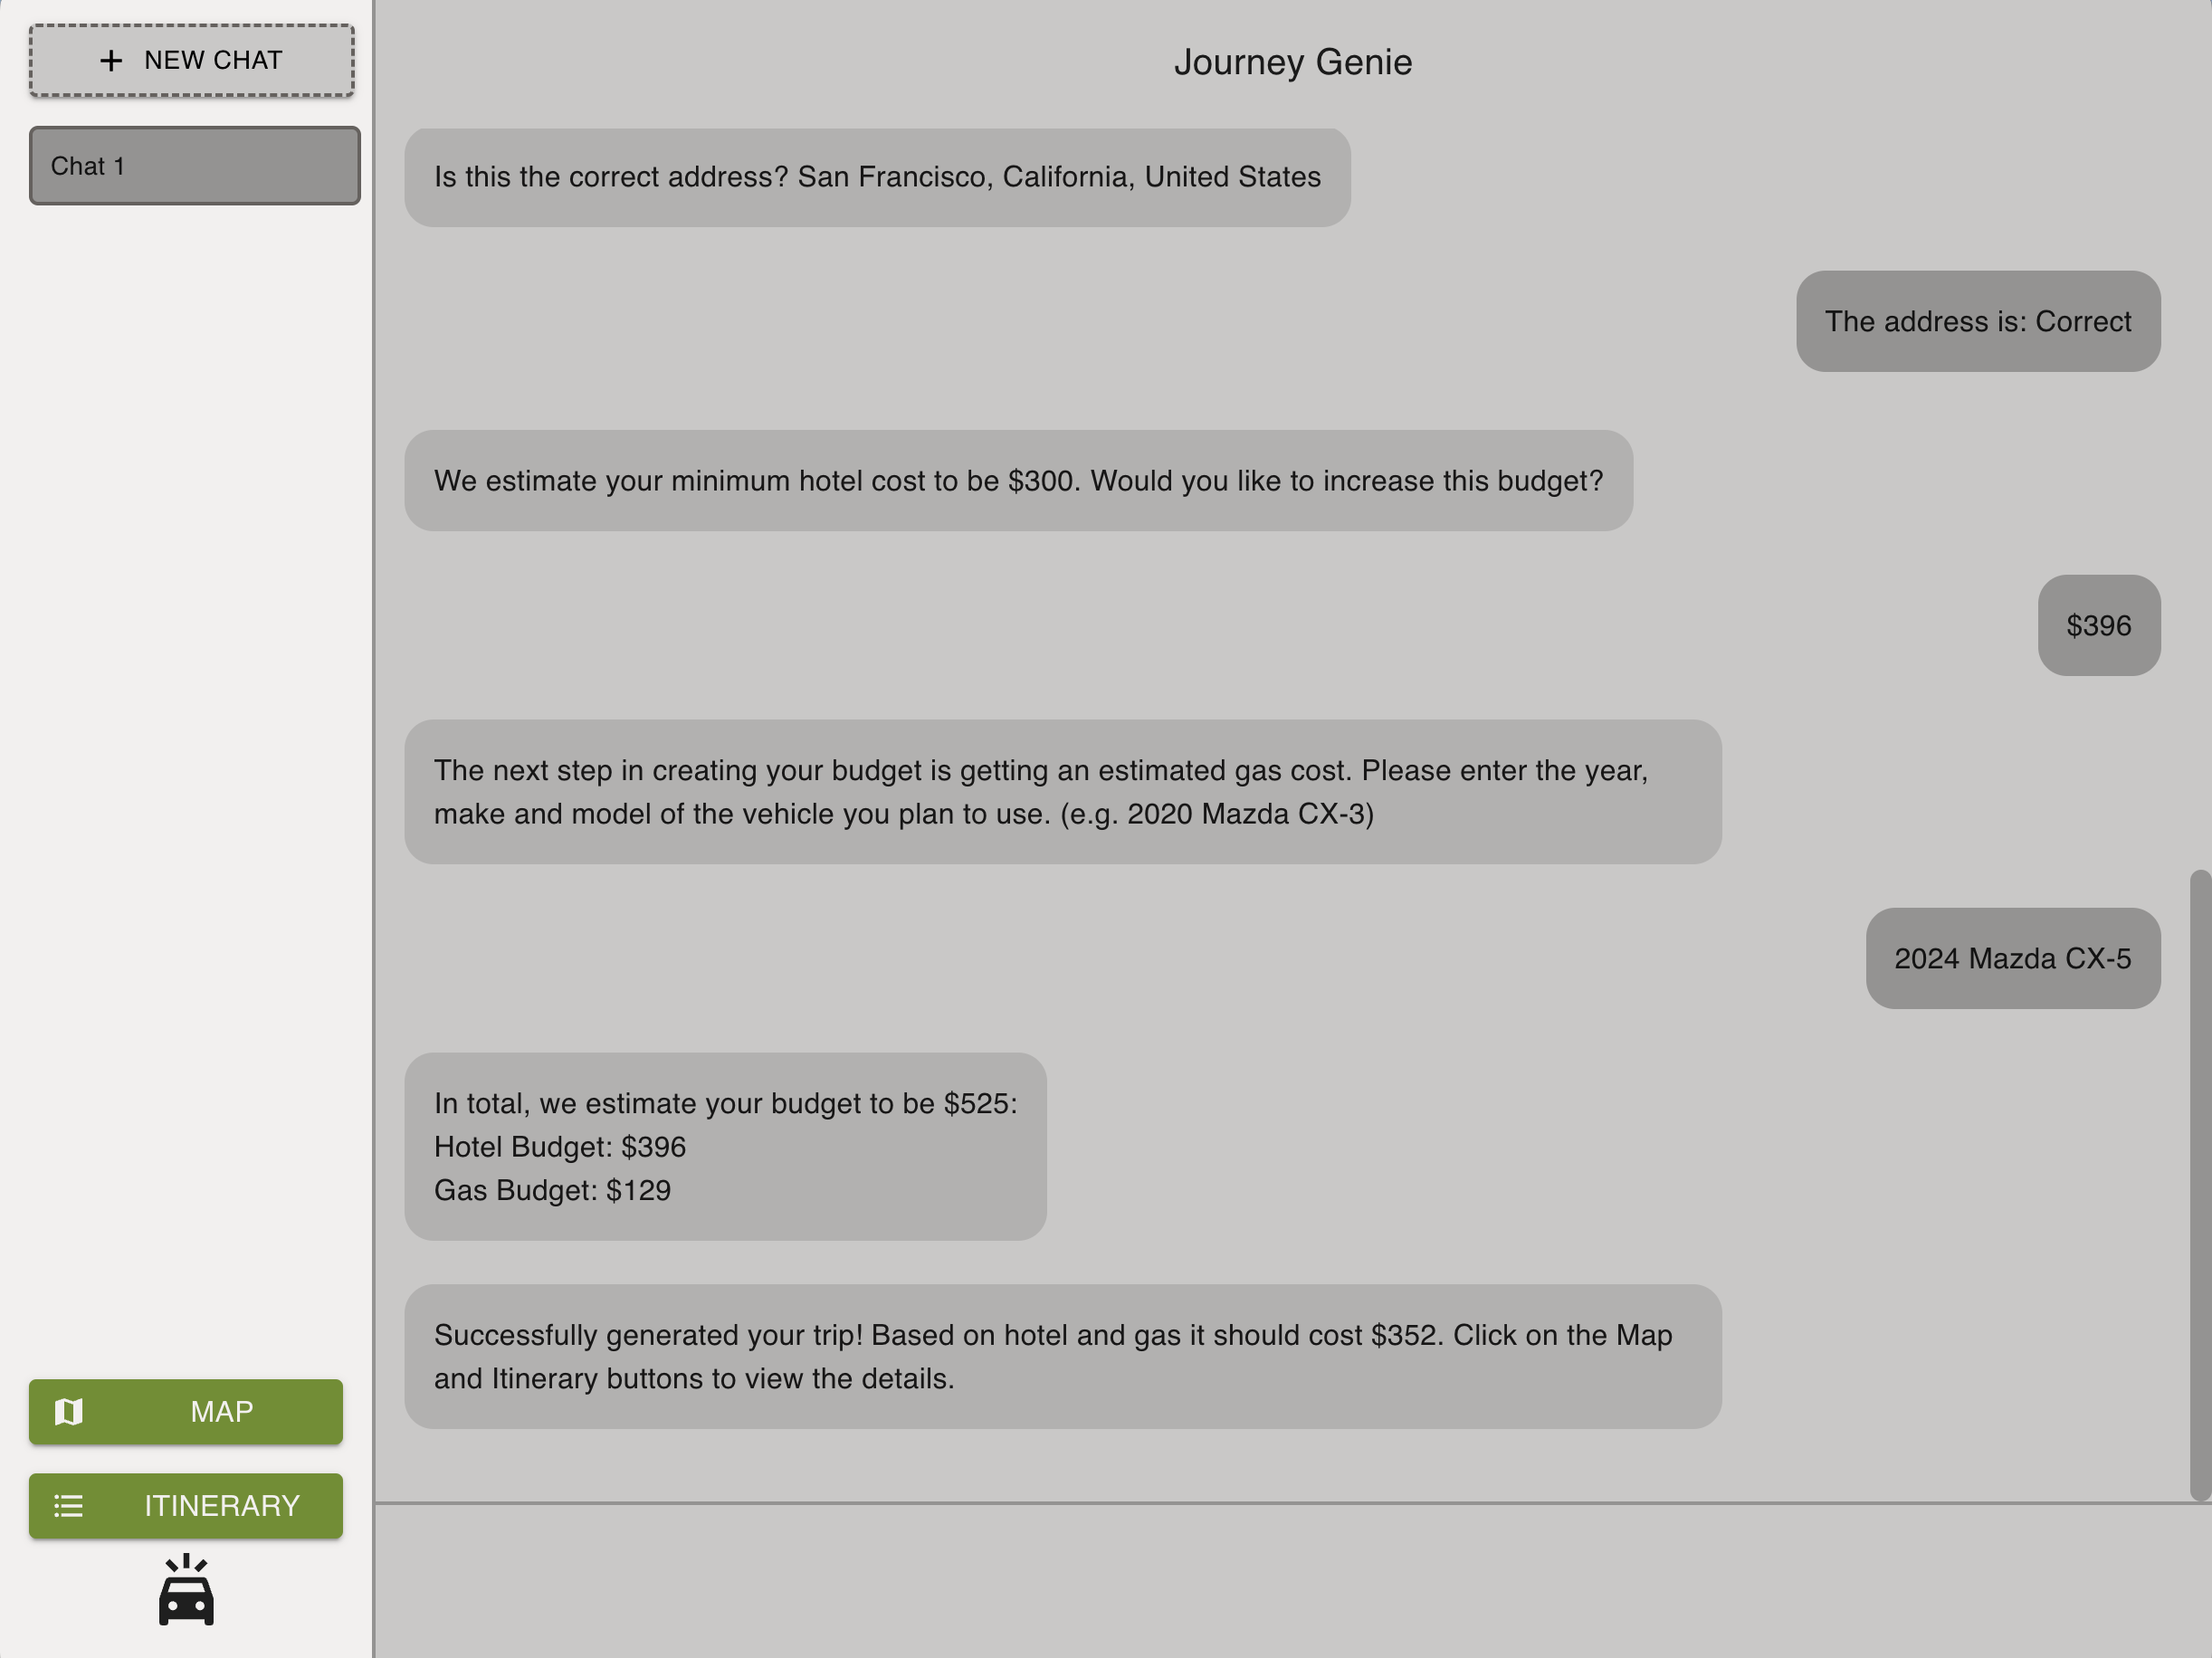 NEW CHAT
Chat 1
MAP
ITINERARY
Journey Genie
Is this the correct address? San Francisco, California, United States
The address is: Correct
We estimate your minimum hotel cost to be $300. Would you like to increase this budget?
$396
The next step in creating your budget is getting an estimated gas cost. Please enter the year,
make and model of the vehicle you plan to use. (e.g. 2020 Mazda CX-3)
2024 Mazda CX-5
In total, we estimate your budget to be $525:
Hotel Budget: $396
Gas Budget: $129
Successfully generated your trip! Based on hotel and gas it should cost $352. Click on the Map
and Itinerary buttons to view the details.